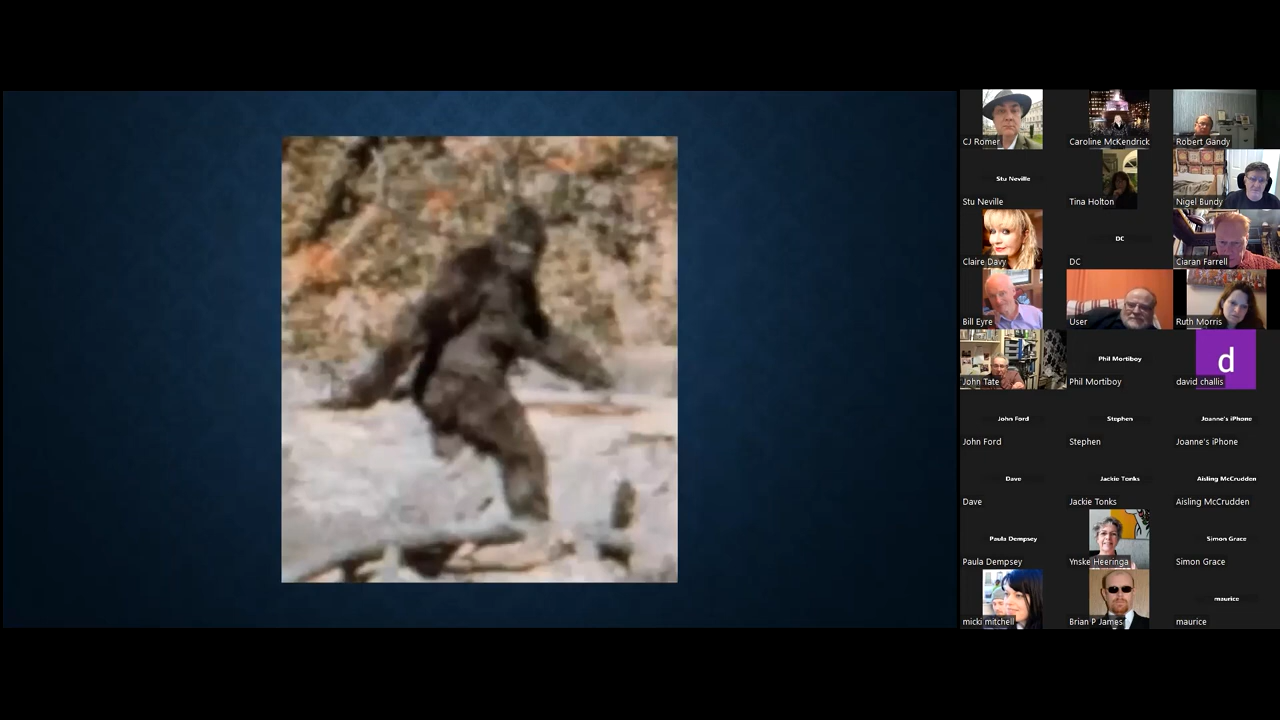 CJ Romer
Caroline McKendrick
Robert Gandy
Stu Neville
Stu Neville
Tina Holton
Nigel Bundy
Claire Davy
DC
DC
Ciaran Farrell
Bill Eyre
User
Ruth Morris
John Tate
Phil Mortiboy
Phil Mortiboy
d
david challis
John Ford
Stephen
Joanne's iPhone
John Ford
Stephen
Joanne's iPhone
Dave
Jackie Tonks
Aisling McCrudden
Dave
Jackie Tonks
Aisling McCrudden
Paula Dempsey
Simon Grace
Paula Dempsey
Ynske Heeringa
Simon Grace
maurice
micki mitchell
Brian P James
maurice